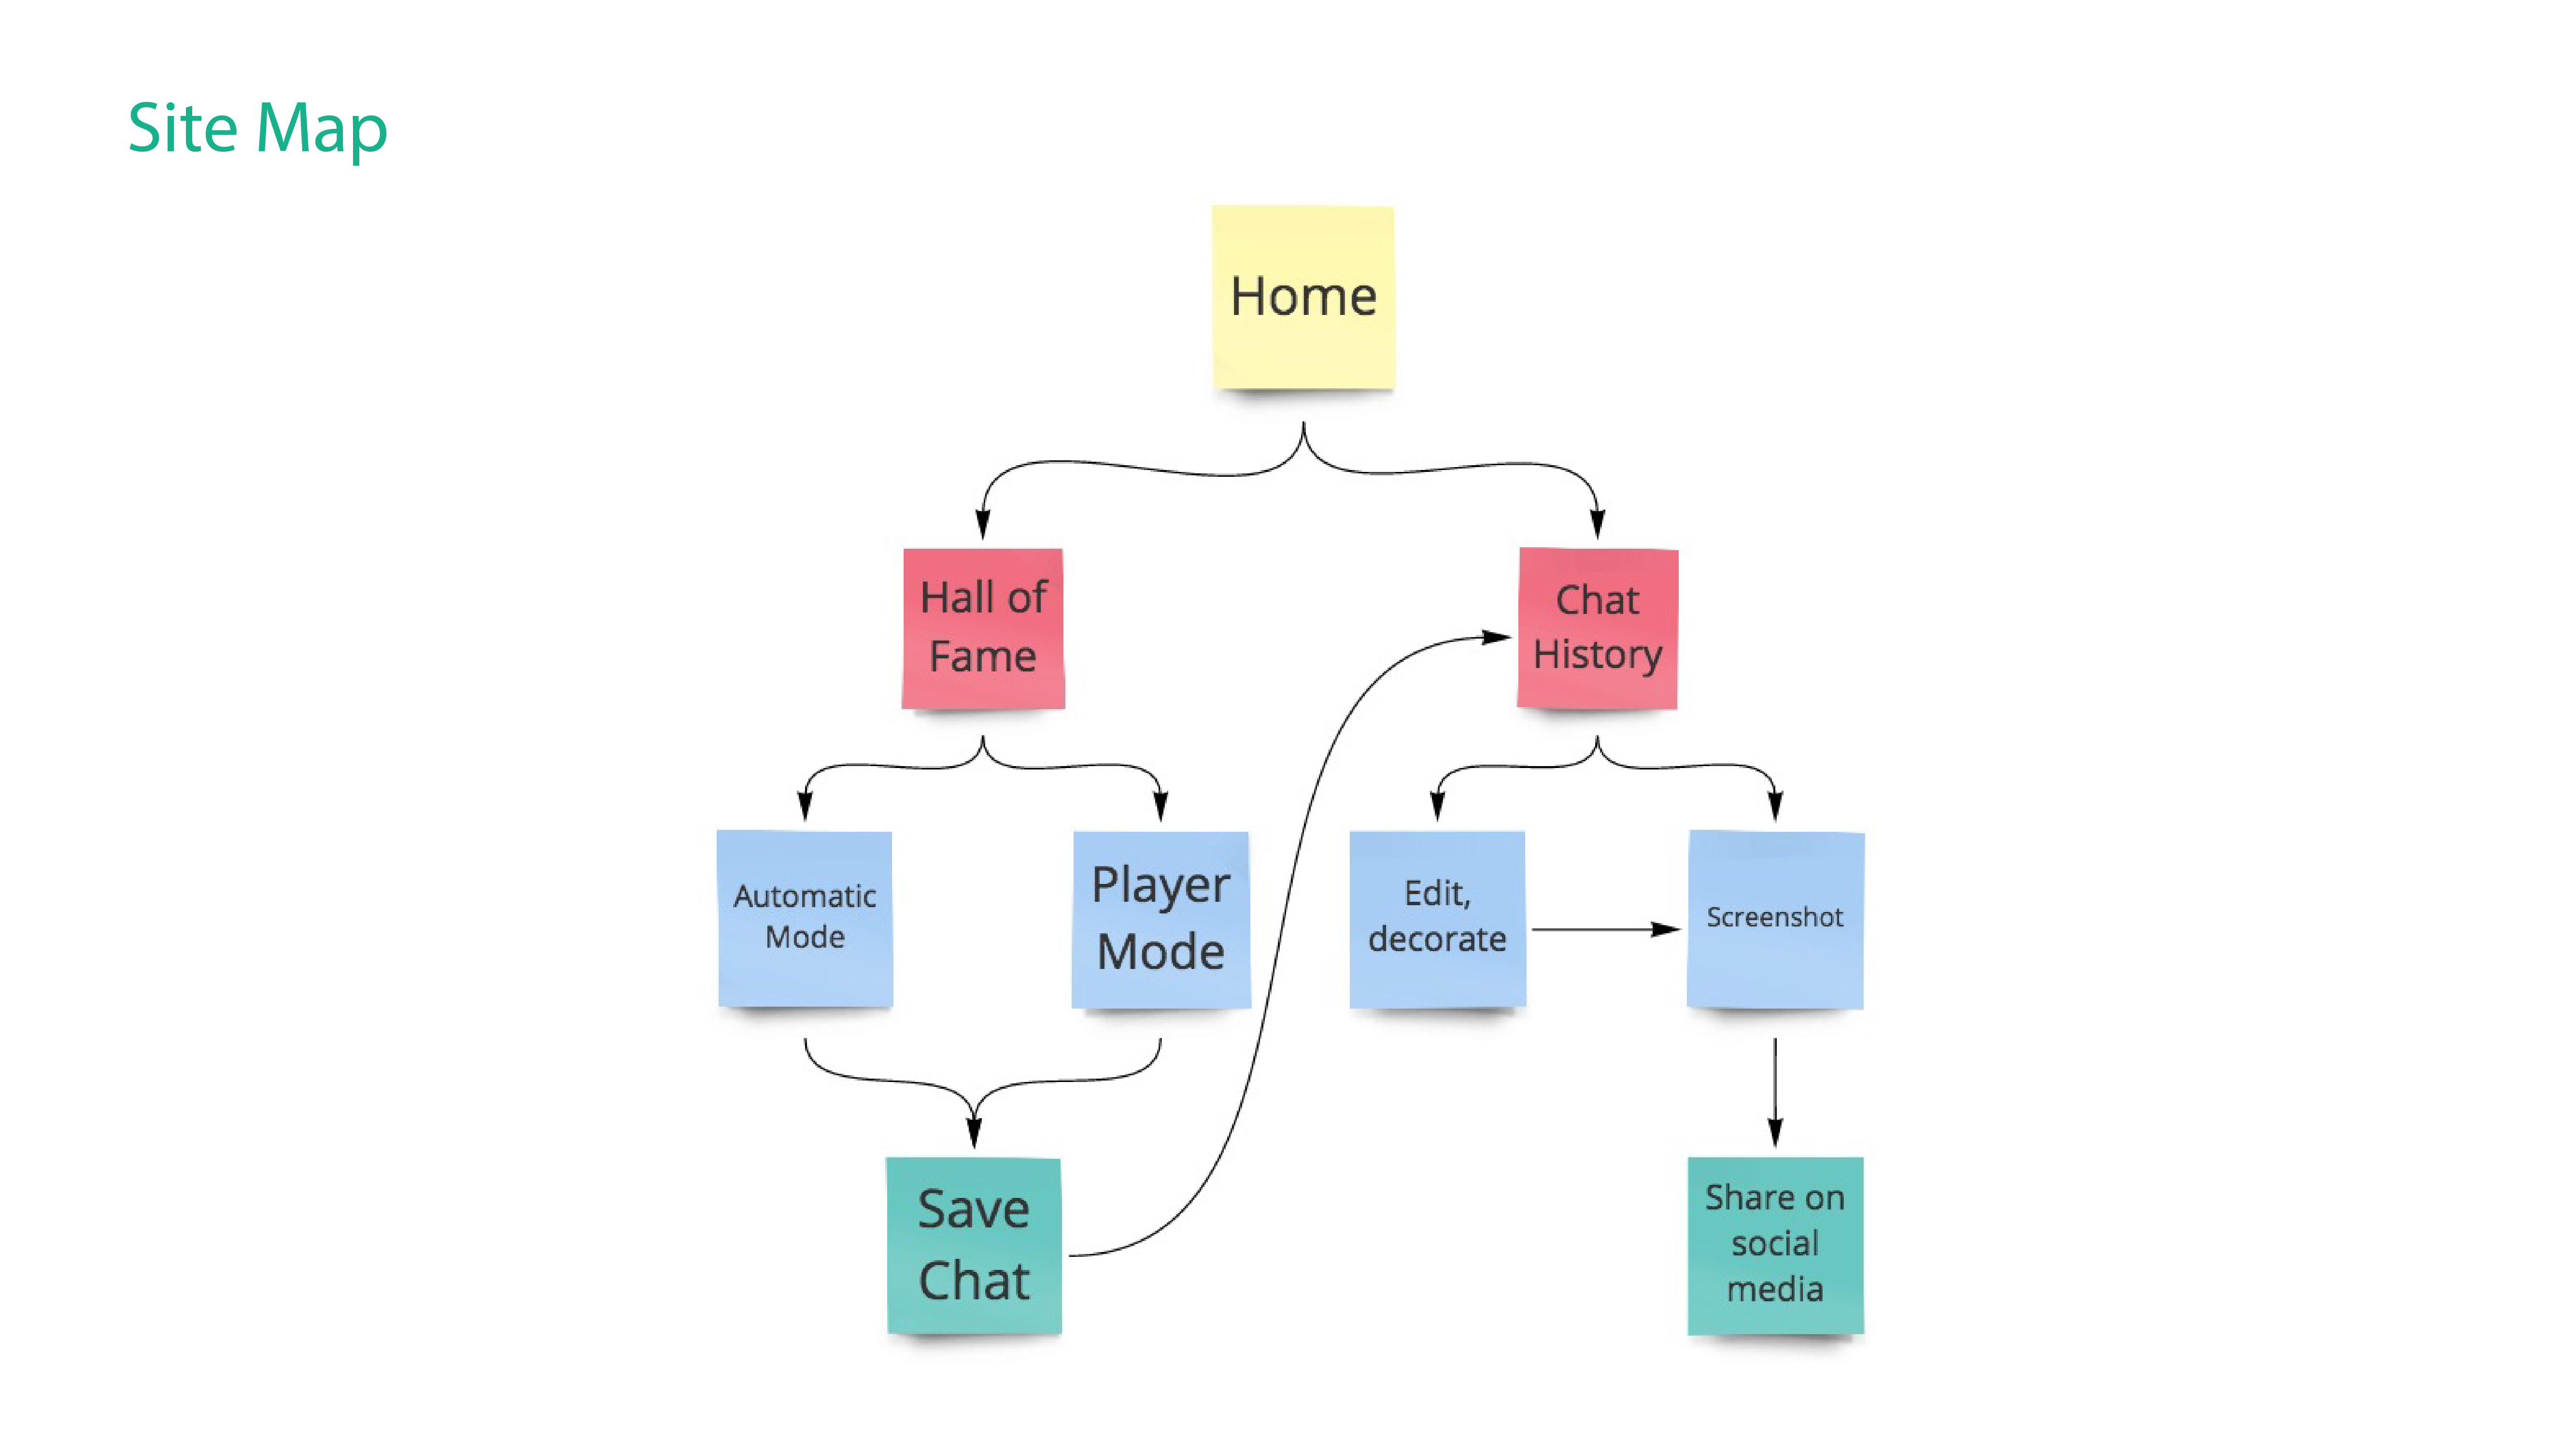 Site Map
Home
Hall of
Fame
Chat
History
Automatic
Mode
Player
Mode
Edit,
decorate
Screenshot
Save
Chat
Share on
social
media